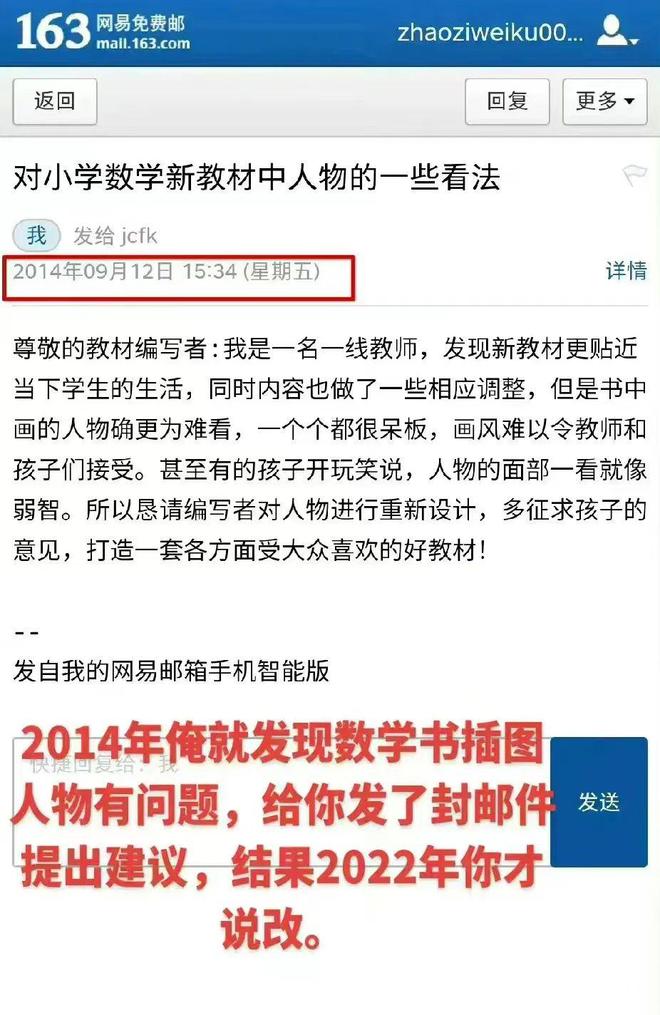 163 网易免费邮
mail.163.com
zhaoziweiku00...
返回
回复
更多
对小学数学新教材中人物的一些看法
我 发给 jcfk
2014年09月12日 15:34 (星期五)
详情
尊敬的教材编写者:我是一名一线教师，发现新教材更贴近
当下学生的生活，同时内容也做了一些相应调整，但是书中
画的人物确更为难看，一个个都很呆板，画风难以令教师和
孩子们接受。甚至有的孩子开玩笑说，人物的面部一看就像
弱智。所以恳请编写者对人物进行重新设计，多征求孩子的
意见，打造一套各方面受大众喜欢的好教材!
--
发自我的网易邮箱手机智能版
快捷回复给：我
2014年俺就发现数学书插图
人物有问题，给你发了封邮件
提出建议，结果2022年你才
说改。
发送